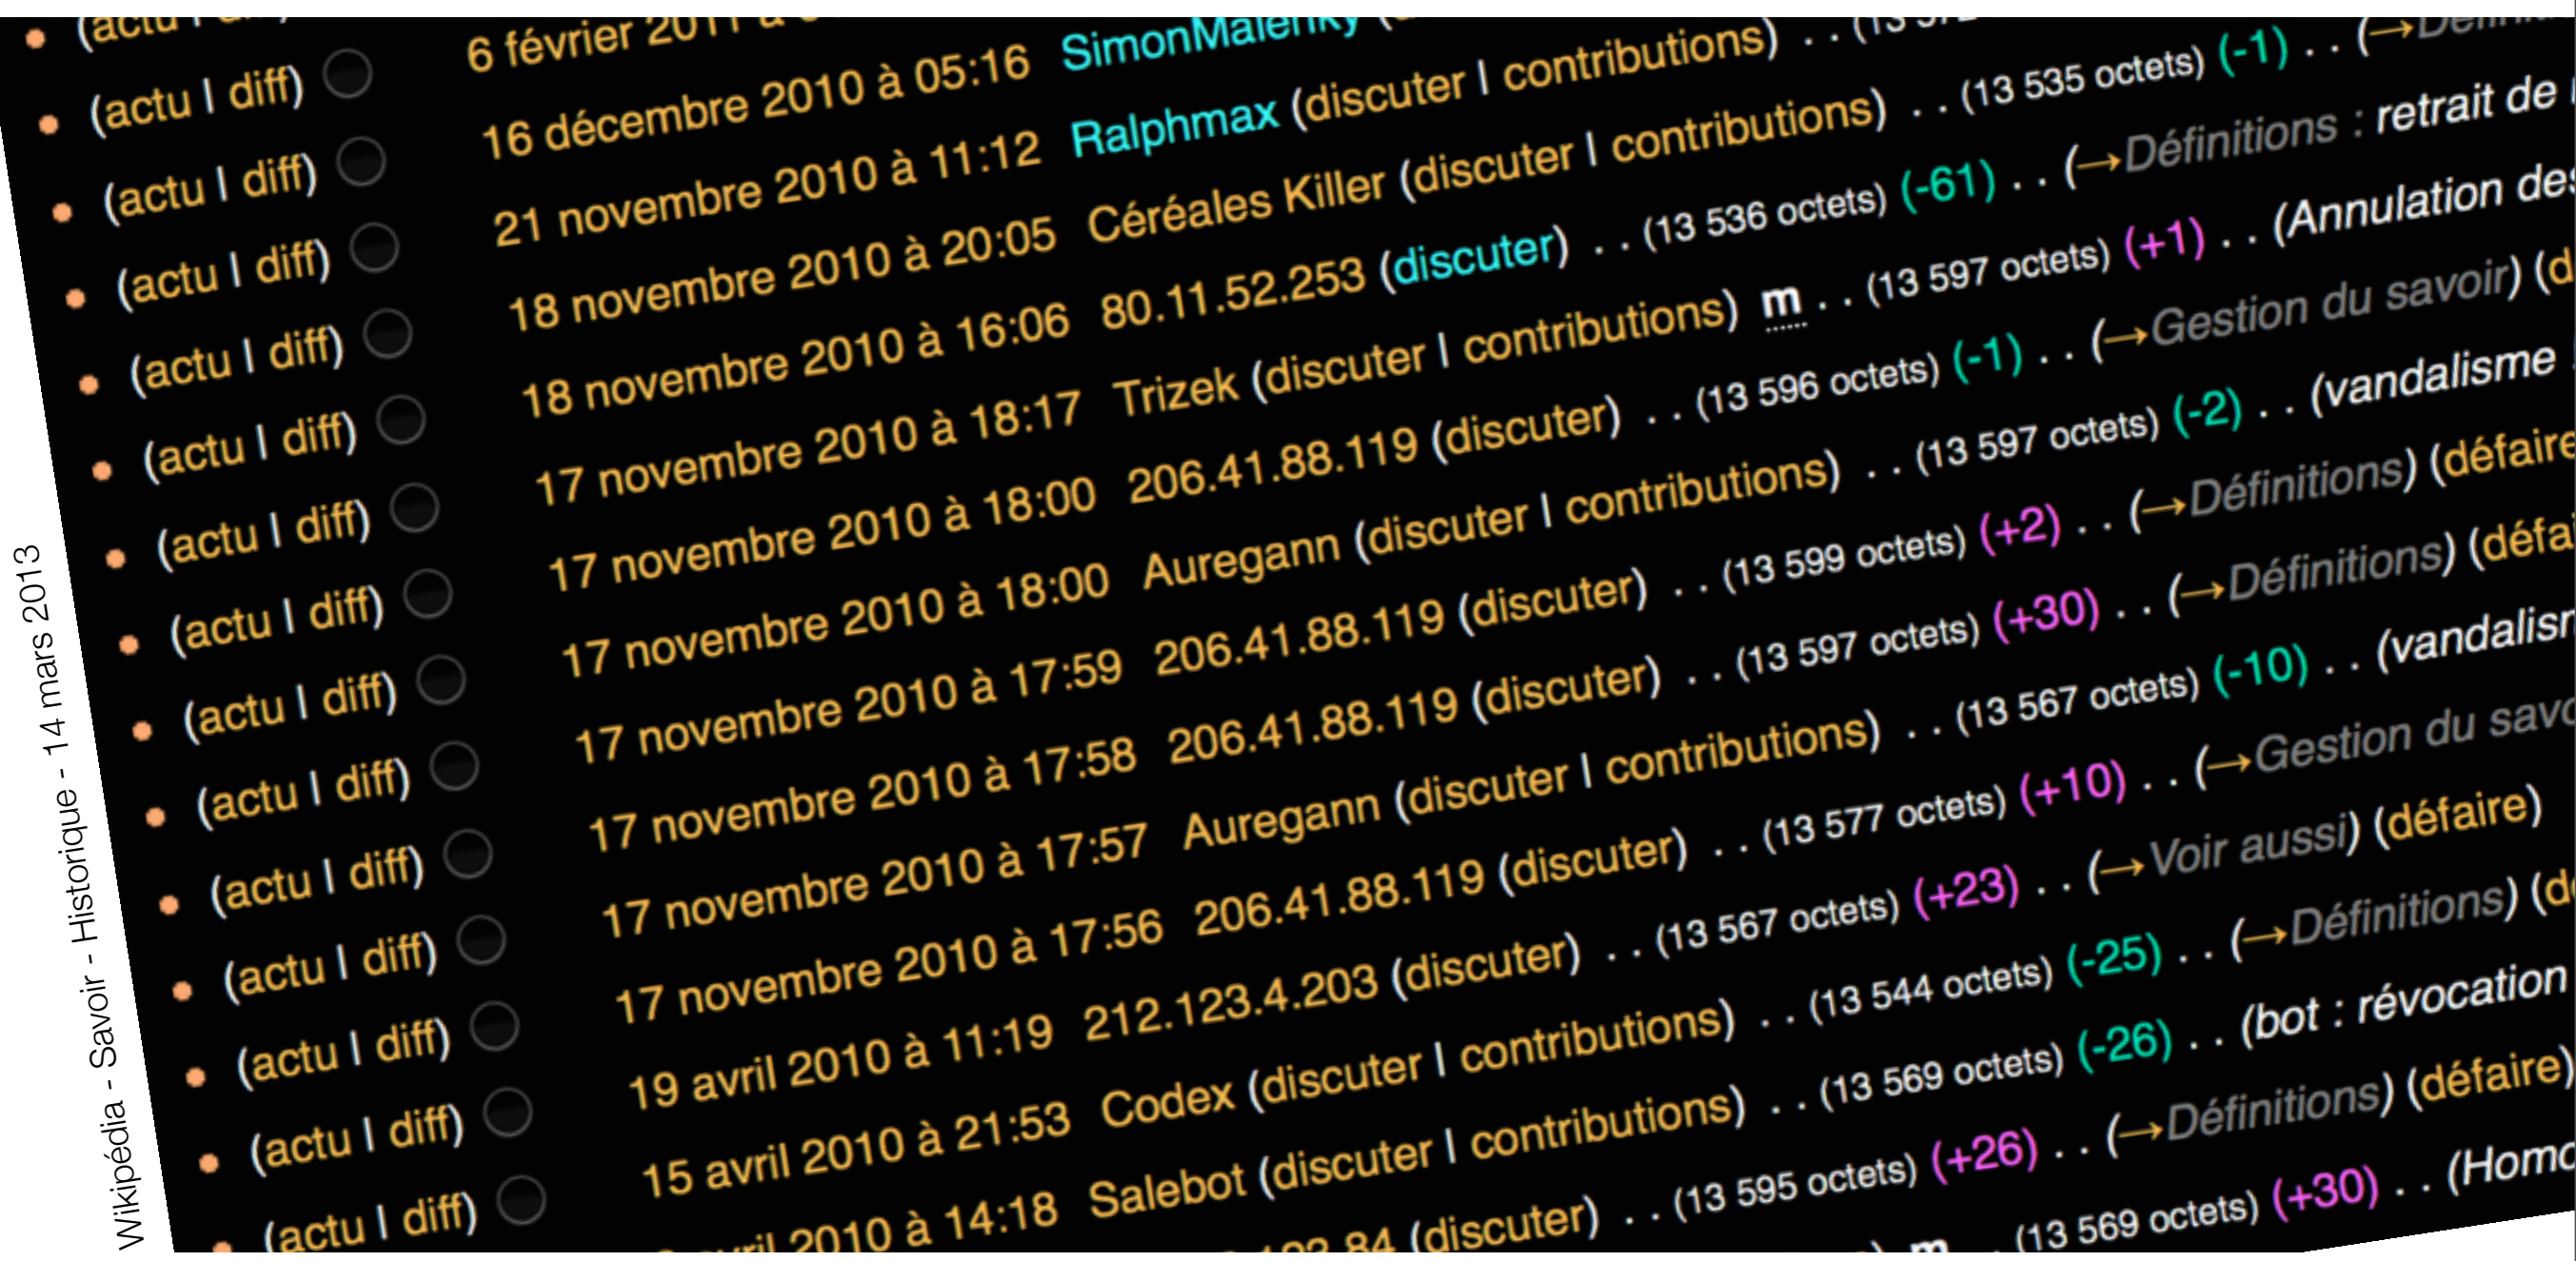 (actu | diff)
(actu | diff) 6 février 2011 à
(actu | diff) 16 décembre 2010 à 05:16 SimonMalenky
(actu | diff) 21 novembre 2010 à 11:12 Ralphmax (discuter | contributions) . . (13
(actu | diff) 18 novembre 2010 à 20:05 Céréales Killer (discuter | contributions) . . (13 535 octets) (-1) . . (→
(actu | diff) 18 novembre 2010 à 16:06 80.11.52.253 (discuter) . . (13 536 octets) (-61) . . (→Définitions : retrait de
(actu | diff) 17 novembre 2010 à 18:17 Trizek (discuter | contributions) m . . (13 597 octets) (+1) . . (Annulation des
(actu | diff) 17 novembre 2010 à 18:00 206.41.88.119 (discuter) . . (13 596 octets) (-1) . . (→Gestion du savoir) (d
(actu | diff) 17 novembre 2010 à 18:00 Auregann (discuter | contributions) . . (13 597 octets) (-2) . . (vandalisme
(actu | diff) 17 novembre 2010 à 17:59 206.41.88.119 (discuter) . . (13 599 octets) (+2) . . (→Définitions) (défaire
(actu | diff) 17 novembre 2010 à 17:58 206.41.88.119 (discuter) . . (13 597 octets) (+30) . . (→Définitions) (défai
(actu | diff) 17 novembre 2010 à 17:57 Auregann (discuter | contributions) . . (13 567 octets) (-10) . . (vandalism
(actu | diff) 17 novembre 2010 à 17:56 206.41.88.119 (discuter) . . (13 577 octets) (+10) . . (→Gestion du savo
(actu | diff) 19 avril 2010 à 11:19 212.123.4.203 (discuter) . . (13 567 octets) (+23) . . (→Voir aussi) (défaire)
(actu | diff) 15 avril 2010 à 21:53 Codex (discuter | contributions) . . (13 544 octets) (-25) . . (→Définitions) (d
avril 2010 à 14:18 Salebot (discuter | contributions) . . (13 569 octets) (-26) . . (bot : révocation
84 (discuter) . . (13 595 octets) (+26) . . (→Définitions) (défaire)
m . . (13 569 octets) (+30) . . (Homo
Wikipédia - Savoir - Historique - 14 mars 2013